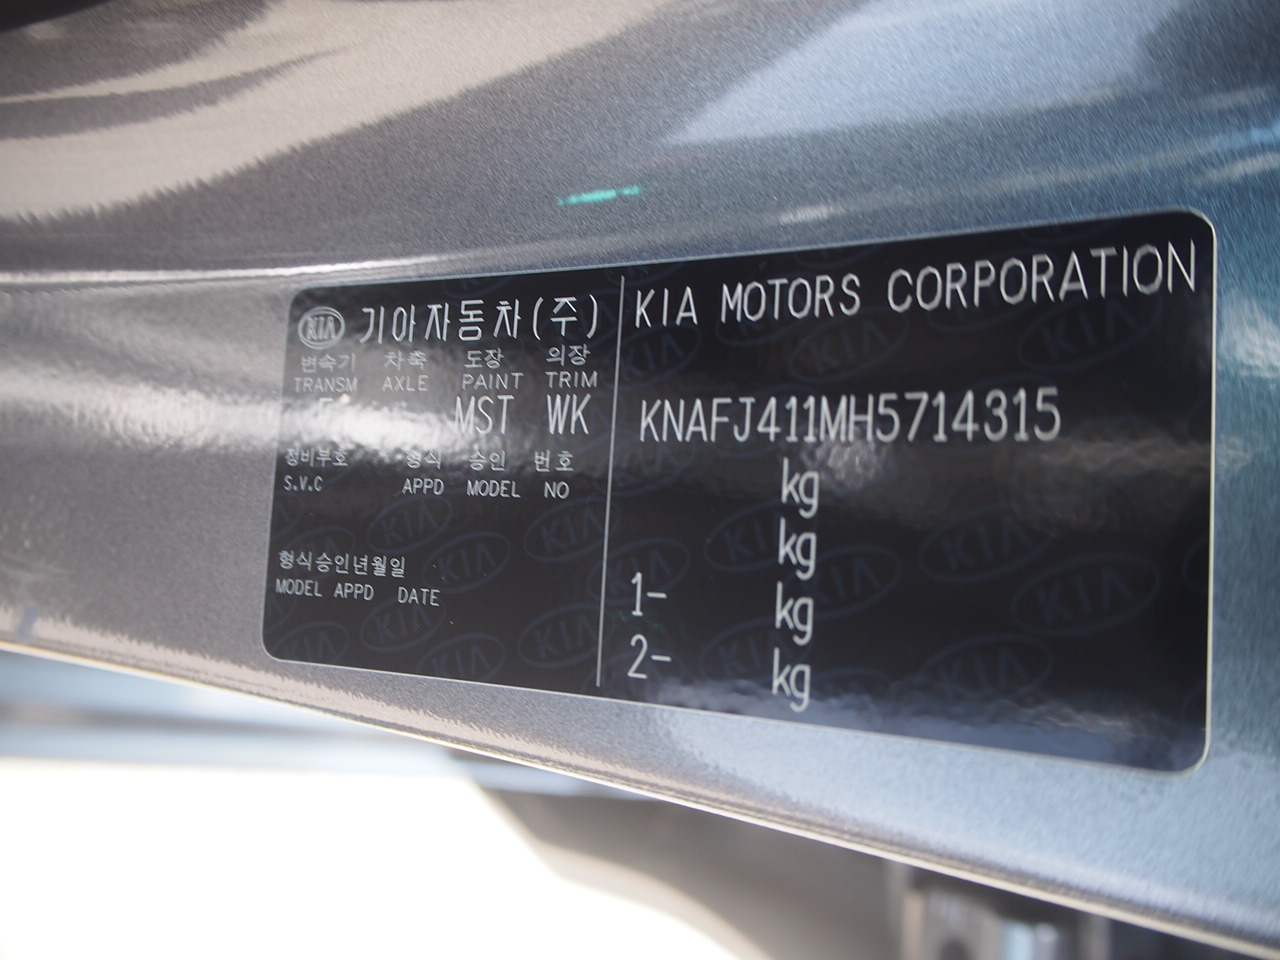 KIA 기아자동차(주)
변속기 차축 도장 의장
TRANSM AXLE PAINT TRIM
MST WK
정비부호 형식 승인 번호
S.V.C APPD MODEL NO
형식승인년월일
MODEL APPD DATE
KIA MOTORS CORPORATION
KNAFJ411MH5714315
kg
kg
1- kg
2- kg